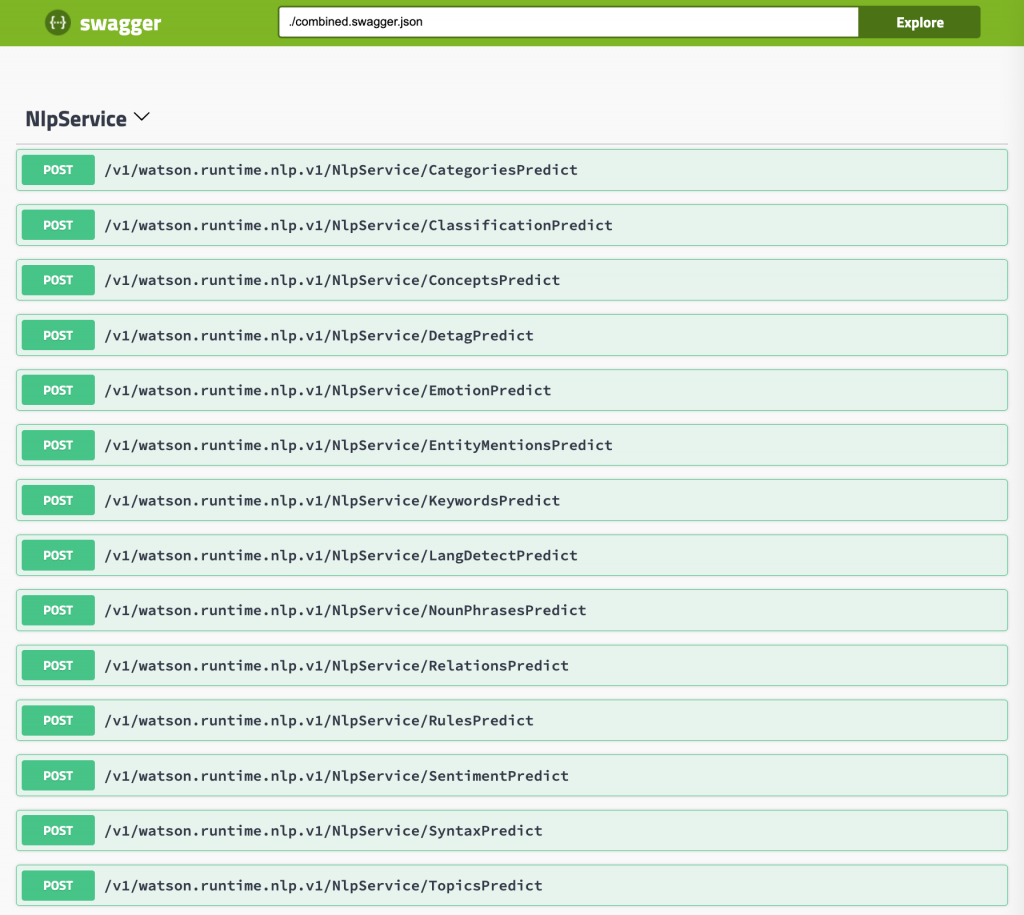 {···} swagger ./combined.swagger.json Explore
NlpService
POST /v1/watson.runtime.nlp.v1/NlpService/CategoriesPredict
POST /v1/watson.runtime.nlp.v1/NlpService/ClassificationPredict
POST /v1/watson.runtime.nlp.v1/NlpService/ConceptsPredict
POST /v1/watson.runtime.nlp.v1/NlpService/DetagPredict
POST /v1/watson.runtime.nlp.v1/NlpService/EmotionPredict
POST /v1/watson.runtime.nlp.v1/NlpService/EntityMentionsPredict
POST /v1/watson.runtime.nlp.v1/NlpService/KeywordsPredict
POST /v1/watson.runtime.nlp.v1/NlpService/LangDetectPredict
POST /v1/watson.runtime.nlp.v1/NlpService/NounPhrasesPredict
POST /v1/watson.runtime.nlp.v1/NlpService/RelationsPredict
POST /v1/watson.runtime.nlp.v1/NlpService/RulesPredict
POST /v1/watson.runtime.nlp.v1/NlpService/SentimentPredict
POST /v1/watson.runtime.nlp.v1/NlpService/SyntaxPredict
POST /v1/watson.runtime.nlp.v1/NlpService/TopicsPredict